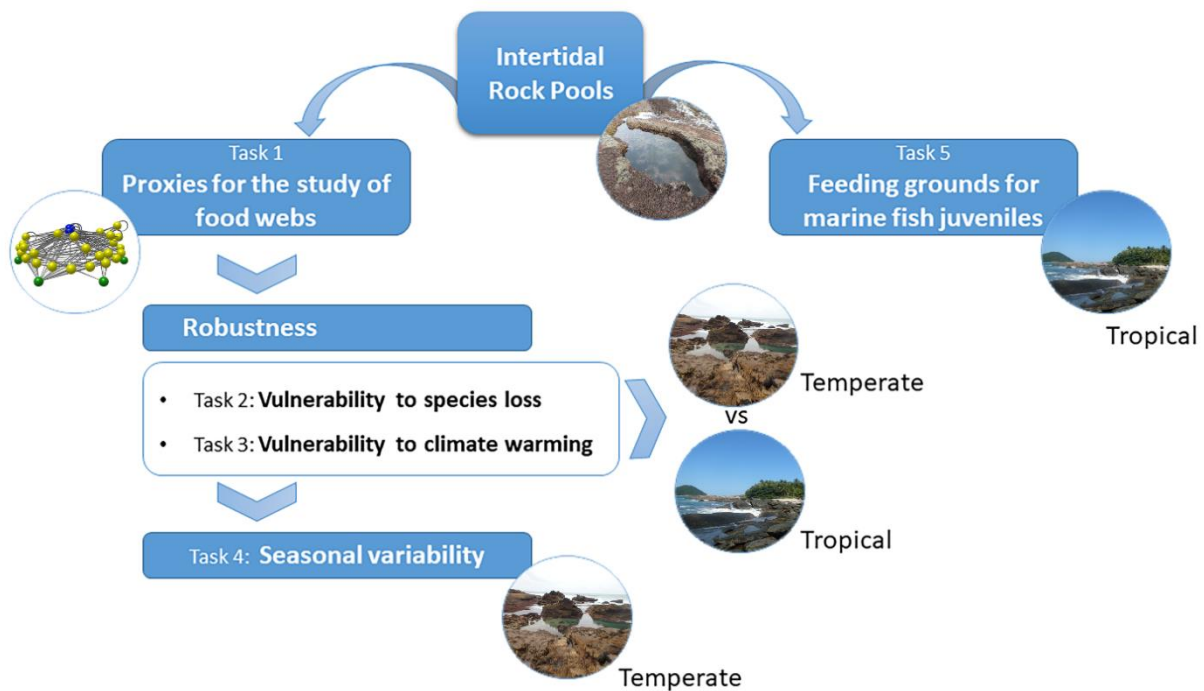 Intertidal
Rock Pools
Task 1
Proxies for the study of
food webs
Task 5
Feeding grounds for
marine fish juveniles
Tropical
Robustness
• Task 2: Vulnerability to species loss
• Task 3: Vulnerability to climate warming
Temperate
vs
Tropical
Task 4: Seasonal variability
Temperate